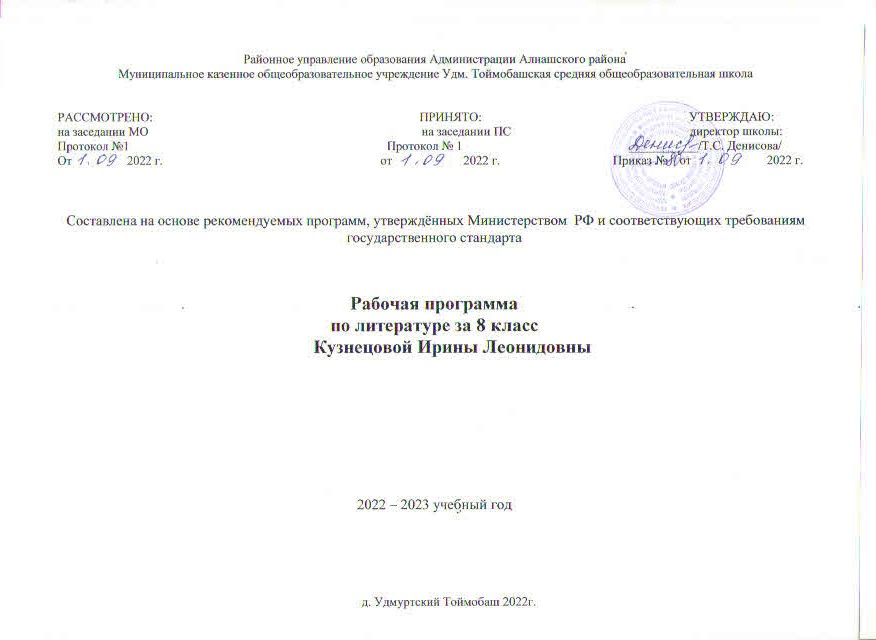 Районное управление образования Администрации Алнашского района
Муниципальное казенное общеобразовательное учреждение Удм. Тоймобашская средняя общеобразовательная школа
РАССМОТРЕНО: ПРИНЯТО: УТВЕРЖДАЮ:
на заседании МО на заседании ПС директор школы:
Протокол №1 Протокол № 1 Денис /Т.С. Денисова/
От 1.09 2022 г. от 1.09 2022 г. Приказ № от 1.09 2022 г.
Составлена на основе рекомендуемых программ, утверждённых Министерством РФ и соответствующих требованиям
государственного стандарта
Рабочая программа
по литературе за 8 класс
Кузнецовой Ирины Леонидовны
2022 – 2023 учебный год
д. Удмуртский Тоймобаш 2022г.